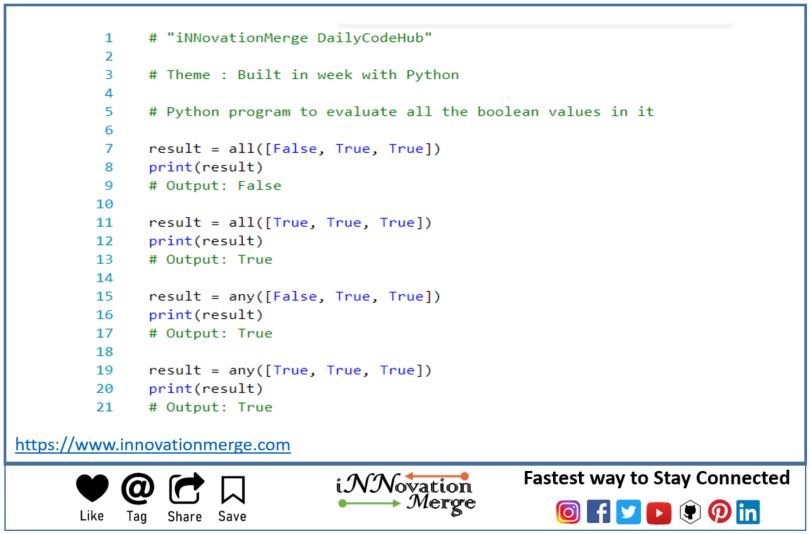 1 # "iNNovationMerge DailyCodeHub"
2
3 # Theme : Built in week with Python
4
5 # Python program to evaluate all the boolean values in it
6
7 result = all([False, True, True])
8 print(result)
9 # Output: False
10
11 result = all([True, True, True])
12 print(result)
13 # Output: True
14
15 result = any([False, True, True])
16 print(result)
17 # Output: True
18
19 result = any([True, True, True])
20 print(result)
21 # Output: True
https://www.innovationmerge.com
Like Tag Share Save
iNNovation
Merge
Fastest way to Stay Connected